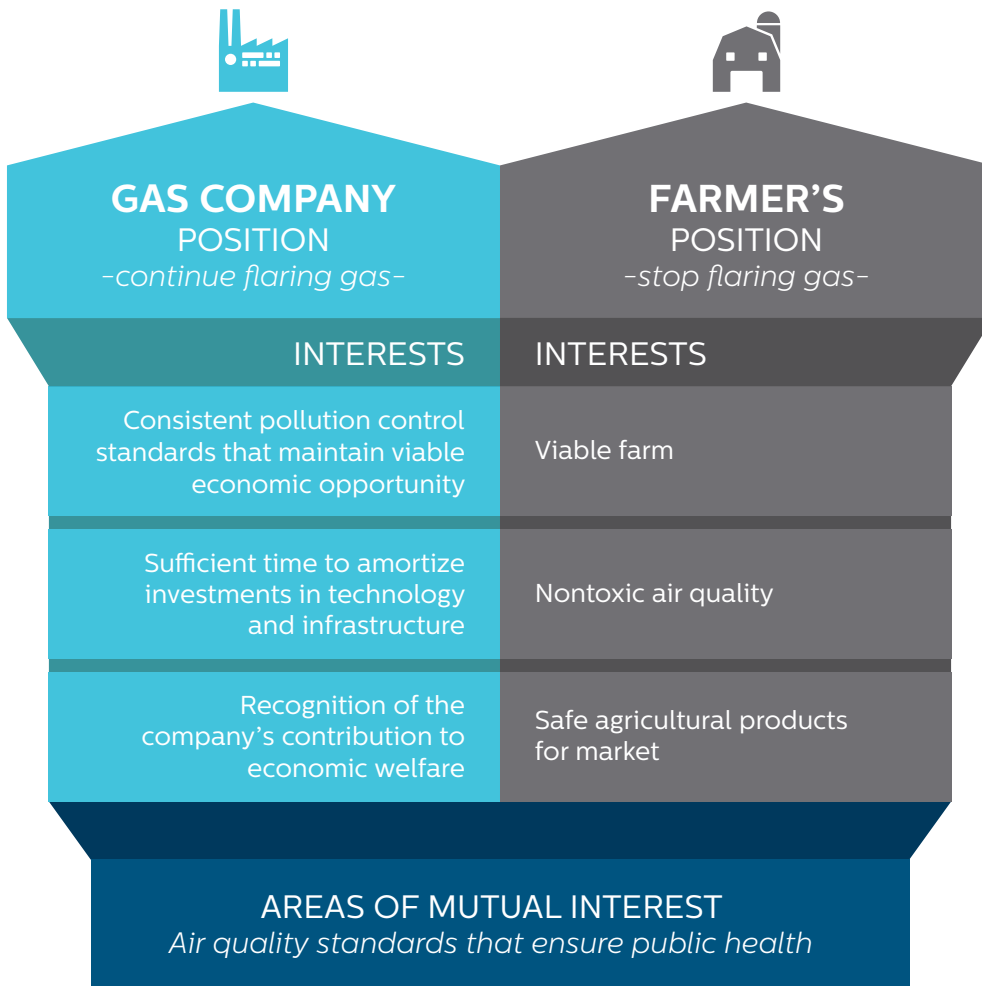 GAS COMPANY
POSITION
-continue flaring gas-
FARMER’S
POSITION
-stop flaring gas-
INTERESTS
INTERESTS
Consistent pollution control
standards that maintain viable
economic opportunity
Viable farm
Sufficient time to amortize
investments in technology
and infrastructure
Nontoxic air quality
Recognition of the
company’s contribution to
economic welfare
Safe agricultural products
for market
AREAS OF MUTUAL INTEREST
Air quality standards that ensure public health